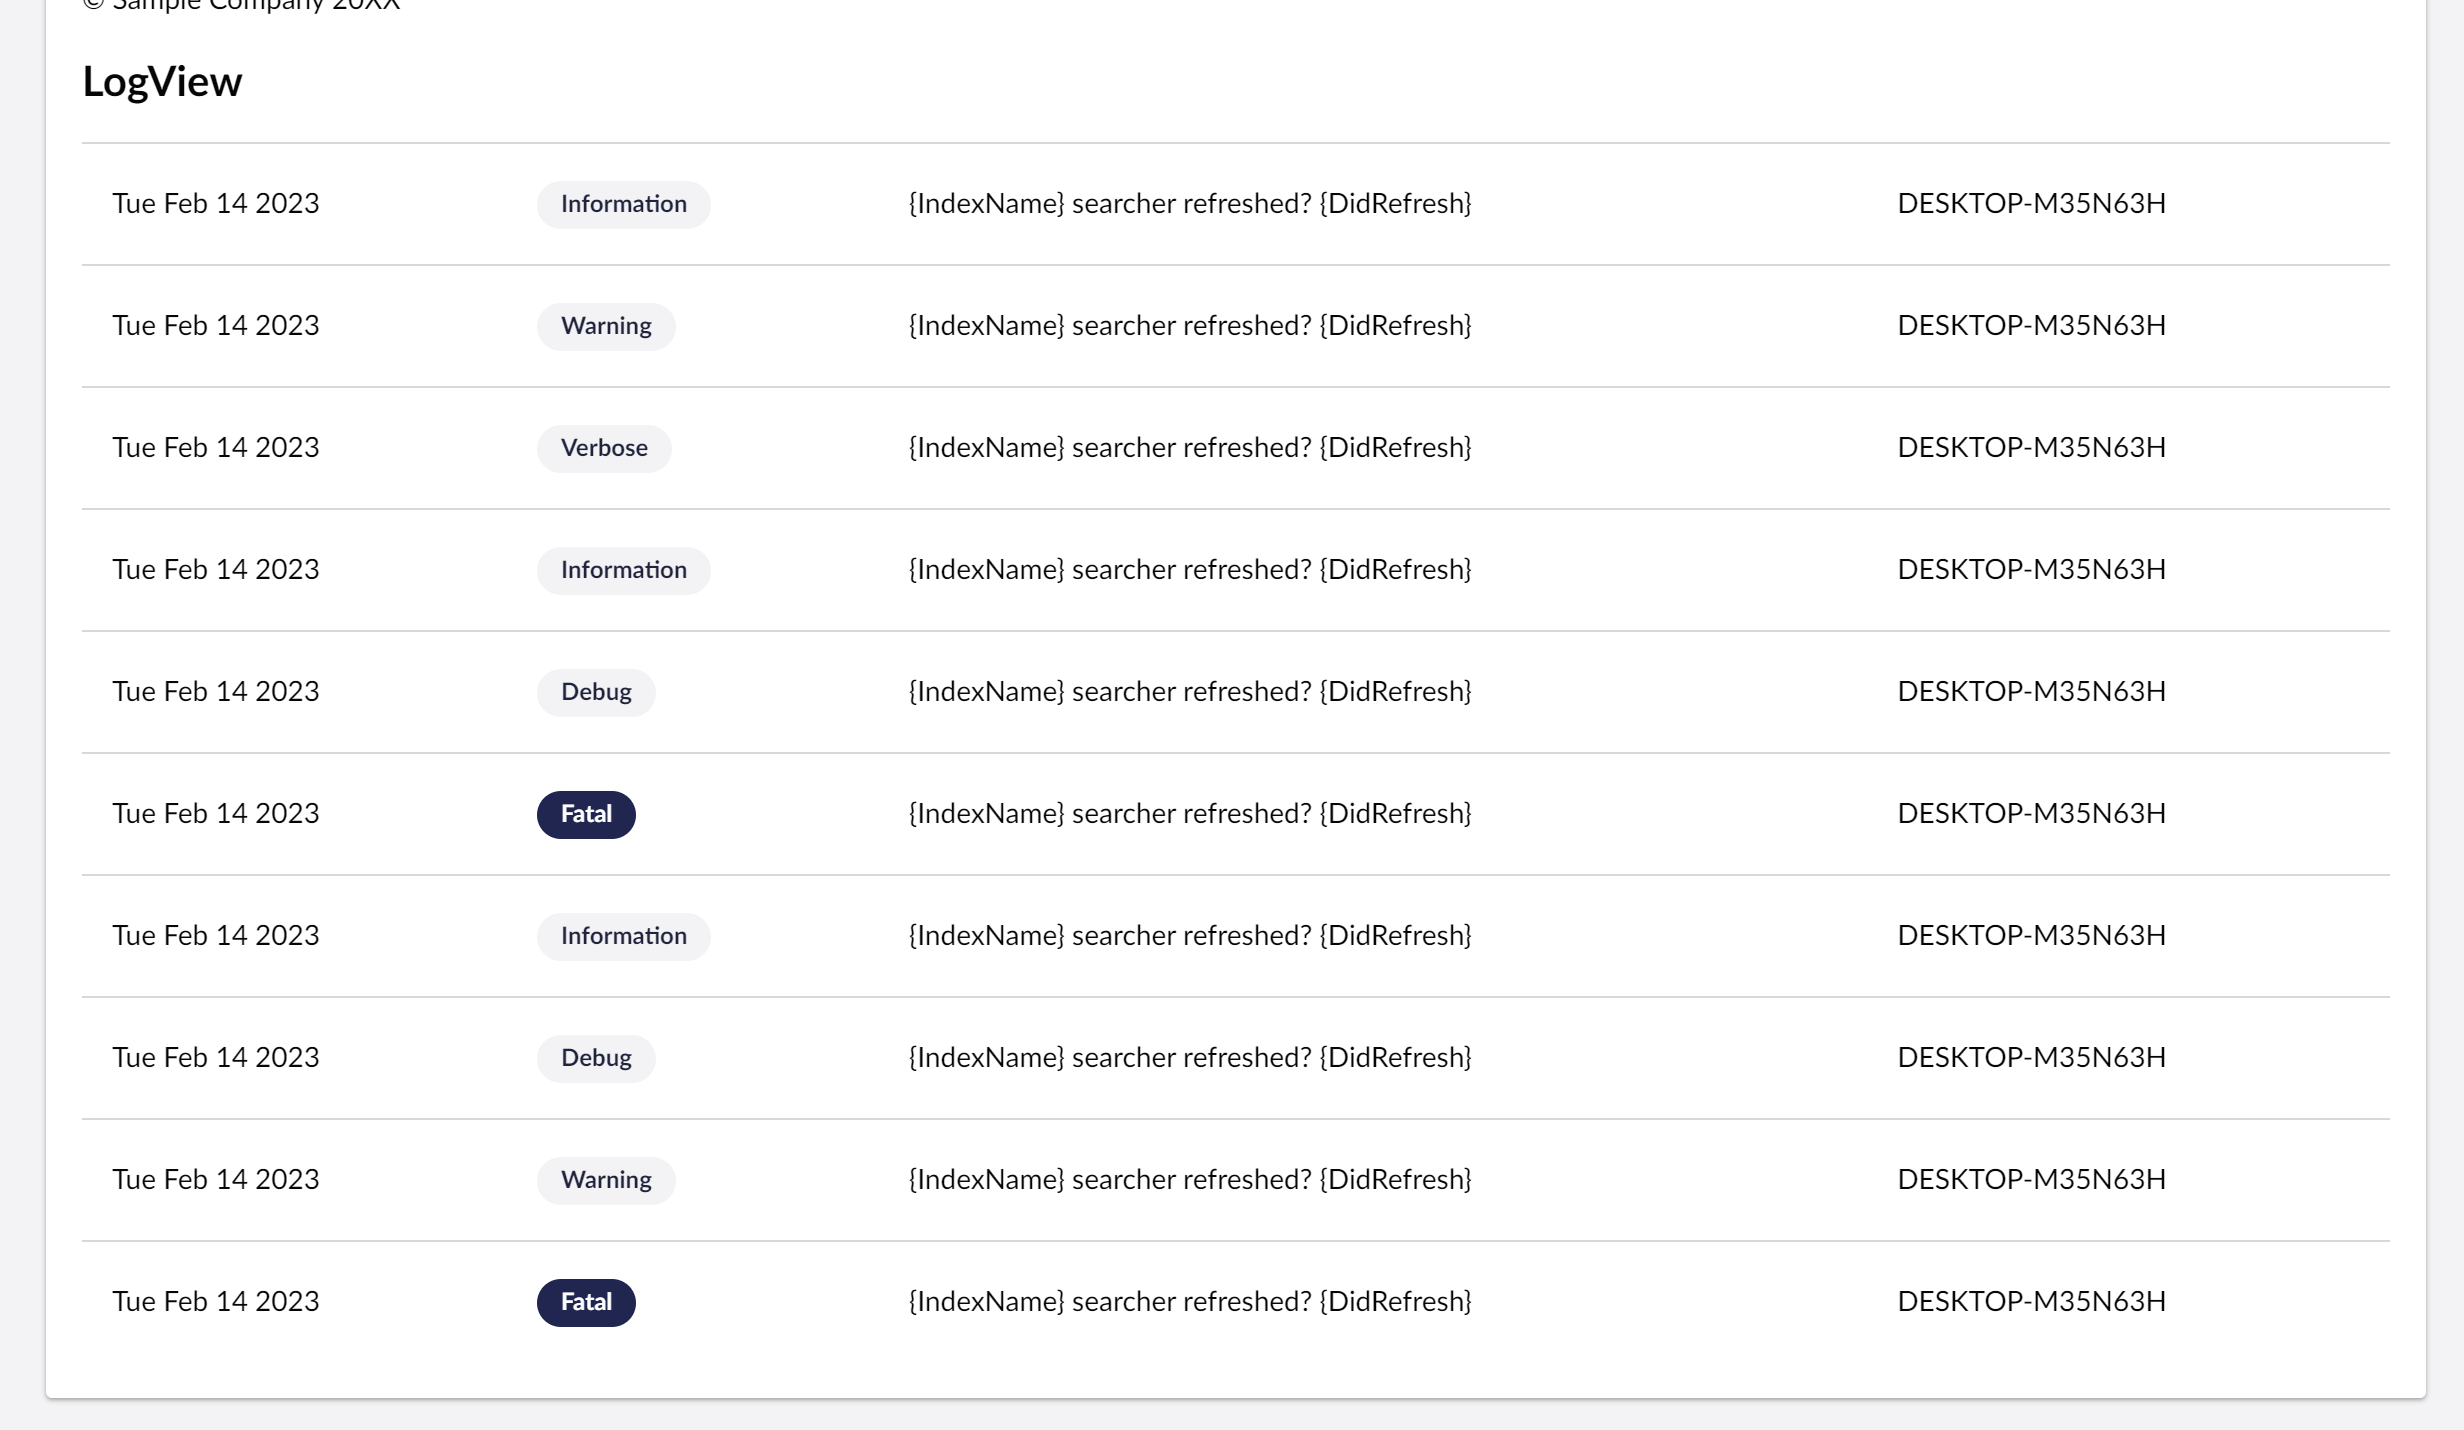 © Sample Company 20XX
LogView
Tue Feb 14 2023 Information {IndexName} searcher refreshed? {DidRefresh} DESKTOP-M35N63H
Tue Feb 14 2023 Warning {IndexName} searcher refreshed? {DidRefresh} DESKTOP-M35N63H
Tue Feb 14 2023 Verbose {IndexName} searcher refreshed? {DidRefresh} DESKTOP-M35N63H
Tue Feb 14 2023 Information {IndexName} searcher refreshed? {DidRefresh} DESKTOP-M35N63H
Tue Feb 14 2023 Debug {IndexName} searcher refreshed? {DidRefresh} DESKTOP-M35N63H
Tue Feb 14 2023 Fatal {IndexName} searcher refreshed? {DidRefresh} DESKTOP-M35N63H
Tue Feb 14 2023 Information {IndexName} searcher refreshed? {DidRefresh} DESKTOP-M35N63H
Tue Feb 14 2023 Debug {IndexName} searcher refreshed? {DidRefresh} DESKTOP-M35N63H
Tue Feb 14 2023 Warning {IndexName} searcher refreshed? {DidRefresh} DESKTOP-M35N63H
Tue Feb 14 2023 Fatal {IndexName} searcher refreshed? {DidRefresh} DESKTOP-M35N63H